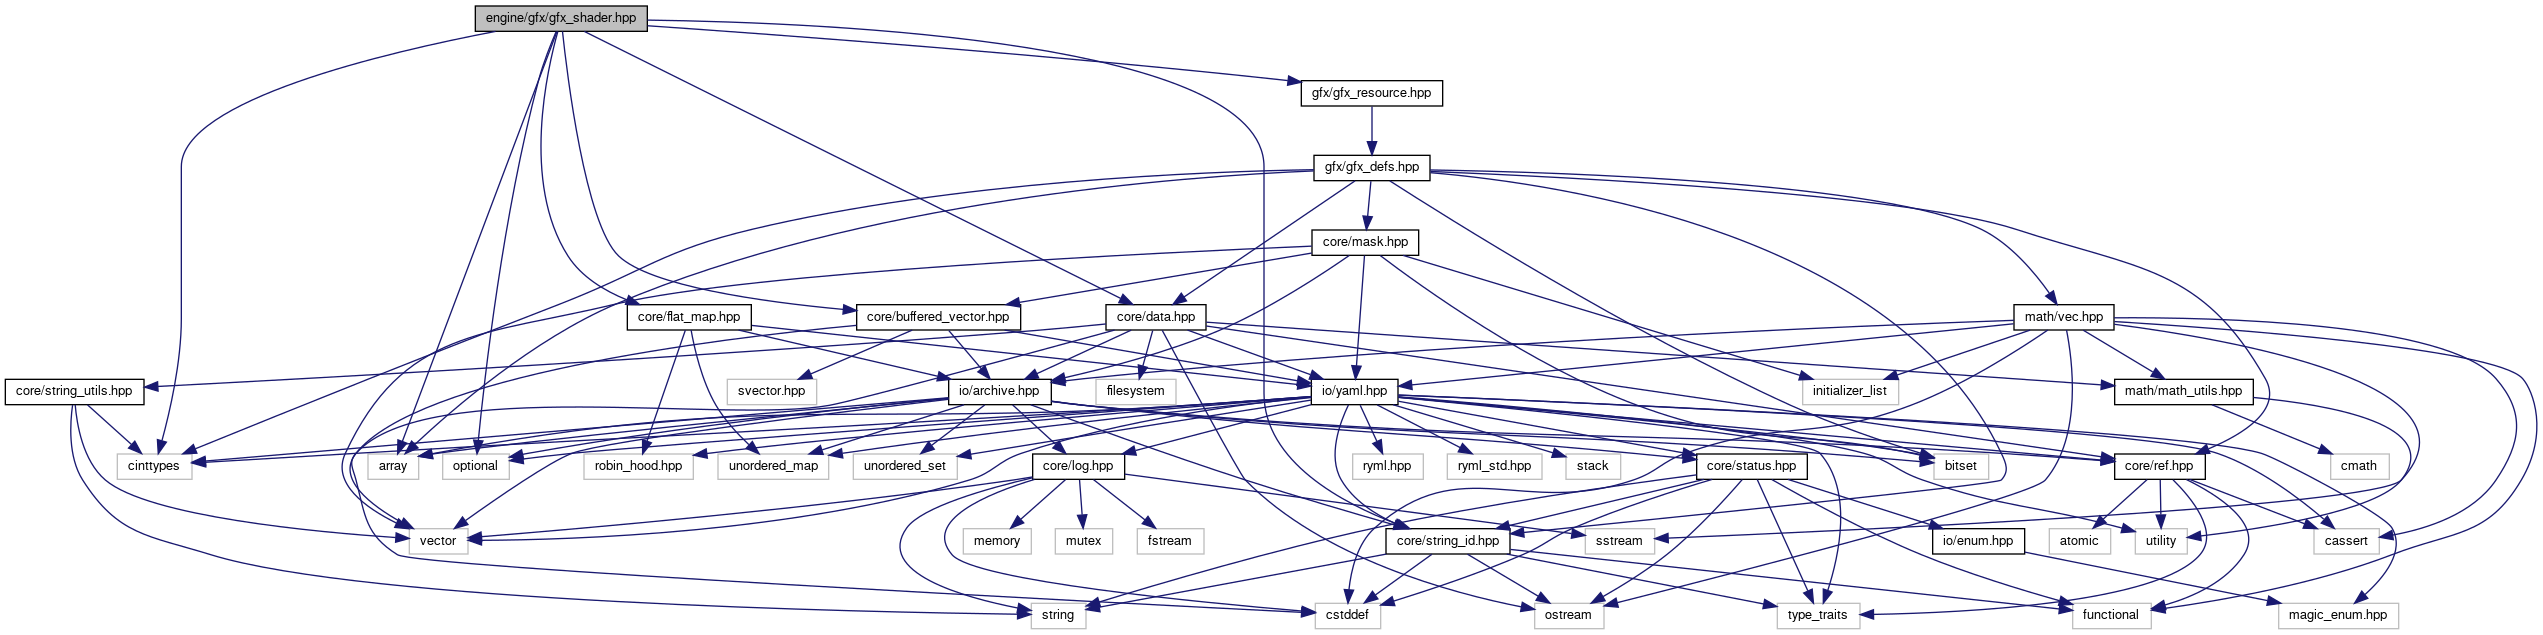 engine/gfx/gfx_shader.hpp
gfx/gfx_resource.hpp
gfx/gfx_defs.hpp
core/mask.hpp
core/flat_map.hpp
core/buffered_vector.hpp
core/data.hpp
math/vec.hpp
core/string_utils.hpp
svector.hpp
io/archive.hpp
filesystem
io/yaml.hpp
initializer_list
math/math_utils.hpp
cinttypes
array
optional
robin_hood.hpp
unordered_map
unordered_set
core/log.hpp
ryml.hpp
ryml_std.hpp
stack
core/status.hpp
bitset
core/ref.hpp
cmath
vector
memory
mutex
fstream
core/string_id.hpp
sstream
io/enum.hpp
atomic
utility
cassert
string
cstddef
ostream
type_traits
functional
magic_enum.hpp